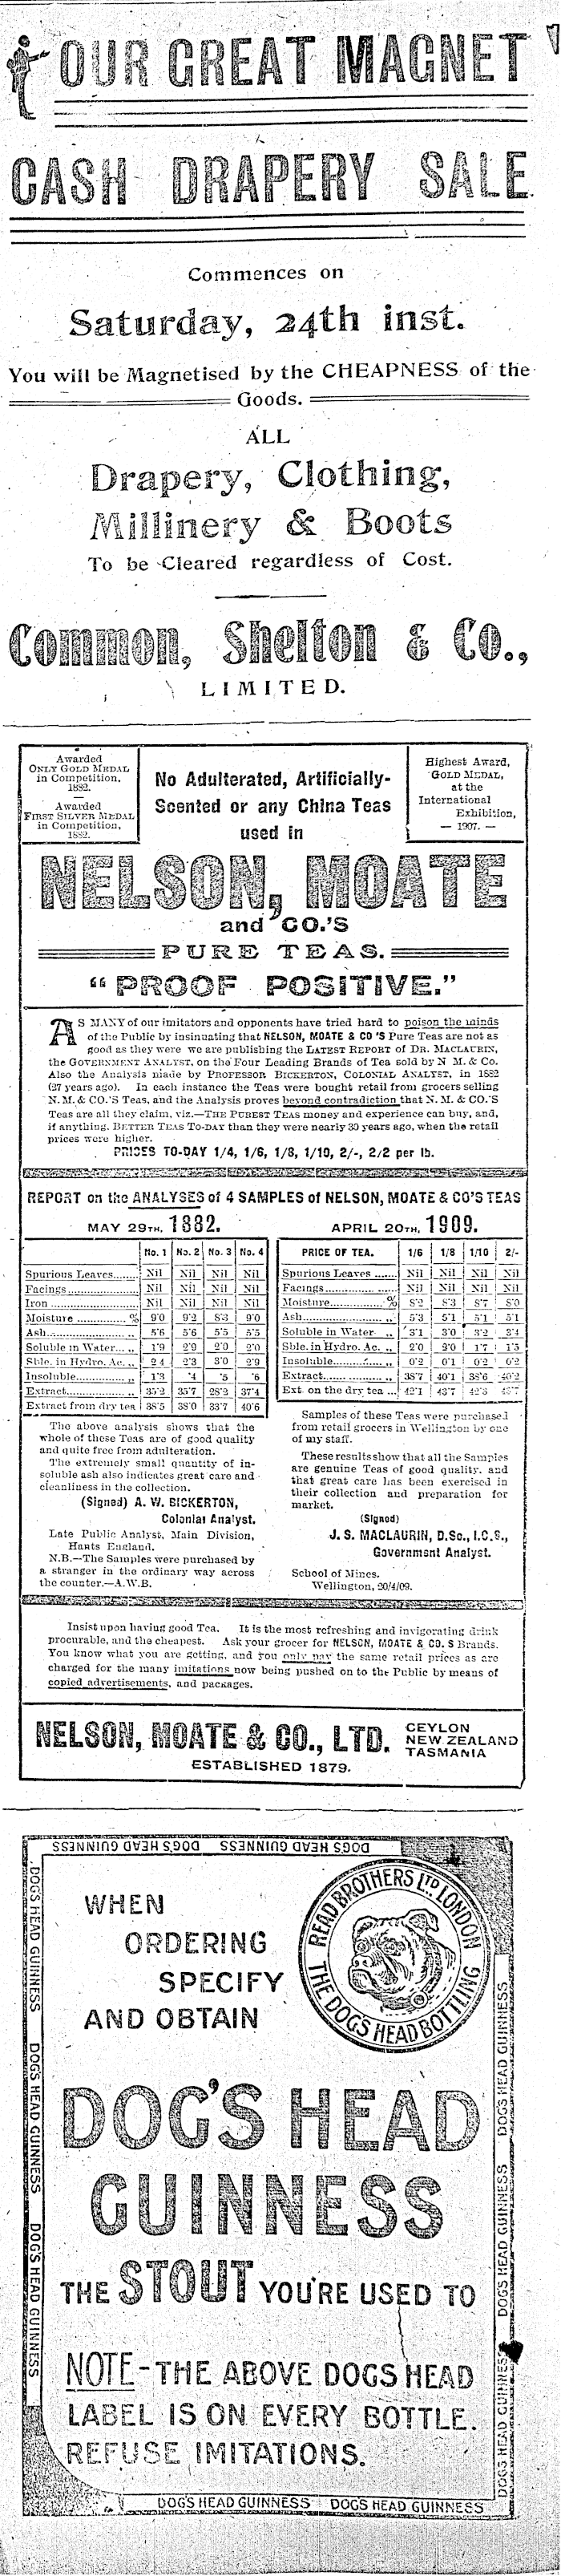 OUR GREAT MAGNET
CASH DRAPERY SALE
Commences on
Saturday, 24th inst.
You will be Magnetised by the CHEAPNESS of the
Goods.
ALL
Drapery, Clothing,
Millinery & Boots
To be Cleared regardless of Cost.
Common, Shelton & Co.,
LIMITED.
Awarded
ONLY GOLD MEDAL
in Competition,
1882.
Awarded
FIRST SILVER MEDAL
in Competition,
1882.
No Adulterated, Artificially-
Scented or any China Teas
used in
Highest Award,
GOLD MEDAL,
at the
International
Exhibition,
— 1907. —
NELSON, MOATE
and CO.'S
PURE TEAS.
"PROOF POSITIVE."
AS MANY of our imitators and opponents have tried hard to poison the minds
of the Public by insinuating that NELSON, MOATE & CO 'S Pure Teas are not as
good as they were we are publishing the LATEST REPORT of DR. MACLAURIN,
the GOVERNMENT ANALYST, on the Four Leading Brands of Tea sold by N M. & Co.
Also the Analysis made by PROFESSOR BICKERTON, COLONIAL ANALYST, in 1882
(27 years ago). In each instance the Teas were bought retail from grocers selling
N. M. & CO.'S Teas, and the Analysis proves beyond contradiction that N. M. & CO.'S
Teas are all they claim, viz.—THE PUREST TEAS money and experience can buy, and,
if anything, BETTER TEAS TO-DAY than they were nearly 30 years ago, when the retail
prices were higher.
PRICES TO-DAY 1/4, 1/6, 1/8, 1/10, 2/-, 2/2 per lb.
REPORT on the ANALYSES of 4 SAMPLES of NELSON, MOATE & CO'S TEAS
MAY 29TH, 1882.
No. 1 No. 2 No. 3 No. 4
Spurious Leaves....... Nil Nil Nil Nil
Facings Nil Nil Nil Nil
Iron Nil Nil Nil Nil
Moisture % 9'0 9'2 8'3 9'0
Ash 5'6 5'6 5'5 5'5
Soluble in Water... 1'9 2'9 2'0 2'0
Sble. in Hydro. Ac. 2 4 2'3 3'0 2'9
Insoluble 1'3 '4 '5 '6
Extract 35'2 35'7 28'2 37'4
Extract from dry tea 38'5 38'0 33'7 40'6
The above analysis shows that the
whole of these Teas are of good quality
and quite free from adulteration.
The extremely small quantity of in-
soluble ash also indicates great care and
cleanliness in the collection.
(Signed) A. W. BICKERTON,
Colonial Analyst.
Late Public Analyst, Main Division,
Hants England.
N.B.—The Samples were purchased by
a stranger in the ordinary way across
the counter.—A.W.B.
APRIL 20TH, 1909.
PRICE OF TEA. 1/6 1/8 1/10 2/-
Spurious Leaves ....... Nil Nil Nil Nil
Facings Nil Nil Nil Nil
Moisture % 8'2 8'3 8'7 8'0
Ash 5'3 5'1 5'1 5'1
Soluble in Water 3'1 3'0 3'2 3'4
Sble. in Hydro. Ac. 2'0 2'0 1'7 1'5
Insoluble 0'2 0'1 0'2 0'2
Extract 38'7 40'1 38'6 40'2
Ext. on the dry tea ... 42'1 43'7 42'3 43'7
Samples of these Teas were purchased
from retail grocers in Wellington by one
of my staff.
These results show that all the Samples
are genuine Teas of good quality, and
that great care has been exercised in
their collection and preparation for
market.
(Signed)
J. S. MACLAURIN, D.Sc., I.C.S.,
Government Analyst.
School of Mines.
Wellington, 20/4/09.
Insist upon having good Tea. It is the most refreshing and invigorating drink
procurable, and the cheapest. Ask your grocer for NELSON, MOATE & CO. S Brands.
You know what you are getting, and you only pay the same retail prices as are
charged for the many imitations now being pushed on to the Public by means of
copied advertisements, and packages.
NELSON, MOATE & CO., LTD.
CEYLON
NEW ZEALAND
TASMANIA
ESTABLISHED 1879.
DOG'S HEAD GUINNESS DOG'S HEAD GUINNESS
DOG'S HEAD GUINNESS DOG'S HEAD GUINNESS DOG'S HEAD GUINNESS
WHEN
ORDERING
SPECIFY
AND OBTAIN
READ BROTHERS LTD LONDON
THE DOG'S HEAD BOTTLING
DOG'S HEAD
GUINNESS
THE STOUT YOU'RE USED TO
NOTE-THE ABOVE DOGS HEAD
LABEL IS ON EVERY BOTTLE.
REFUSE IMITATIONS.
DOG'S HEAD GUINNESS DOG'S HEAD GUINNESS DOG'S HEAD GUINNESS
DOG'S HEAD GUINNESS DOG'S HEAD GUINNESS